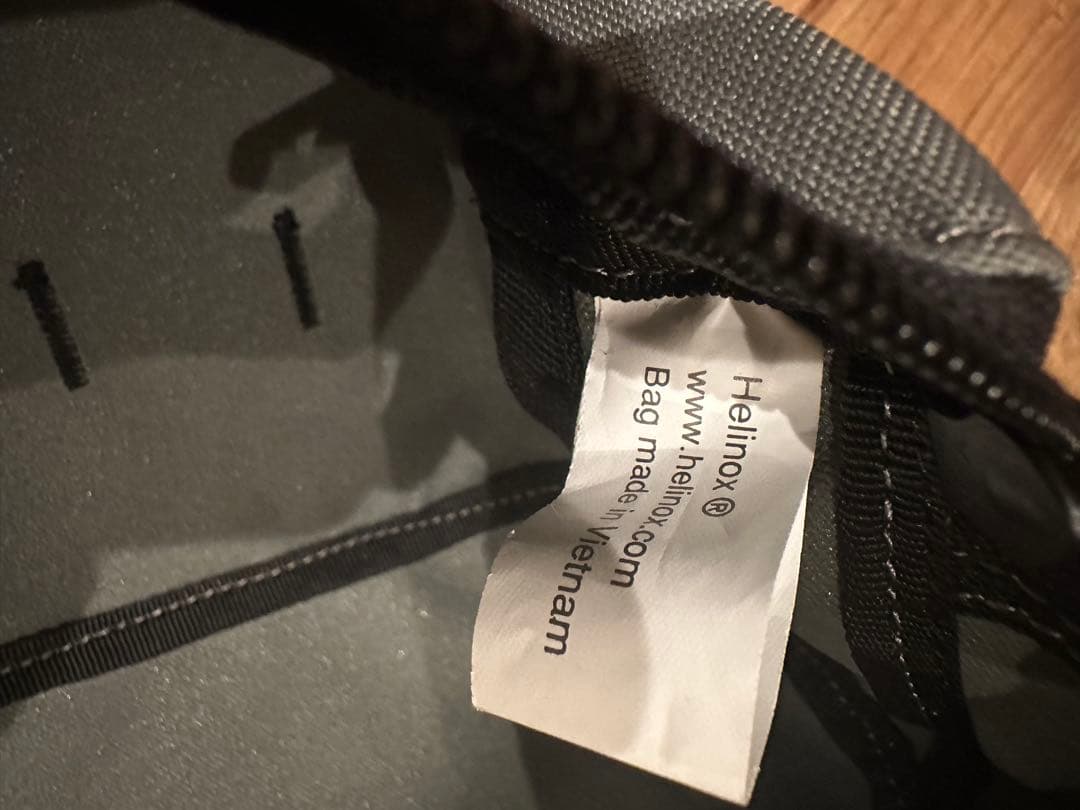 Helinox ®
www.helinox.com
Bag made in Vietnam